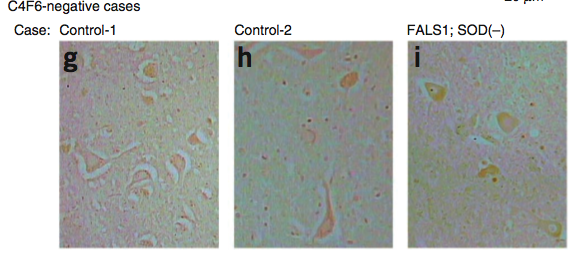 C4F6-negative cases
Case: Control-1 Control-2 FALS1; SOD(–)
g h i